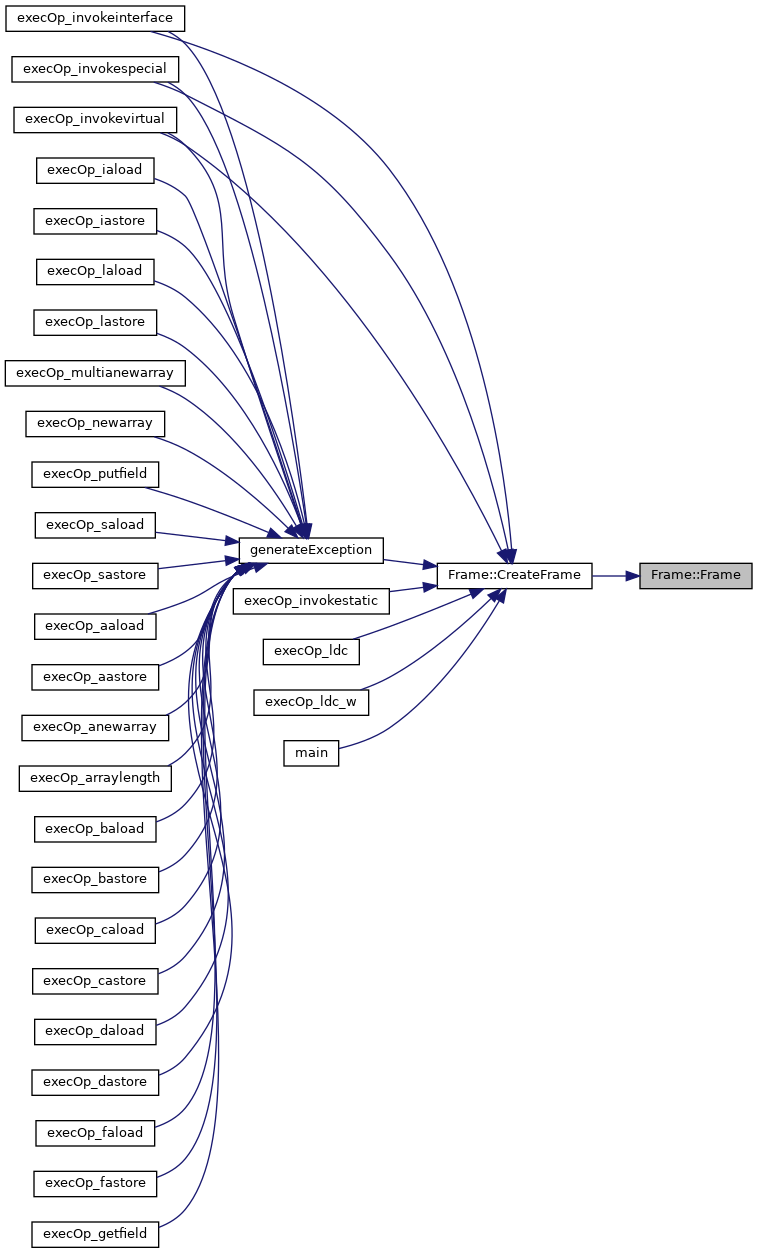 execOp_invokeinterface
execOp_invokespecial
execOp_invokevirtual
execOp_iaload
execOp_iastore
execOp_laload
execOp_lastore
execOp_multianewarray
execOp_newarray
execOp_putfield
execOp_saload
execOp_sastore
execOp_aaload
execOp_aastore
execOp_anewarray
execOp_arraylength
execOp_baload
execOp_bastore
execOp_caload
execOp_castore
execOp_daload
execOp_dastore
execOp_faload
execOp_fastore
execOp_getfield
generateException
execOp_invokestatic
execOp_ldc
execOp_ldc_w
main
Frame::CreateFrame
Frame::Frame